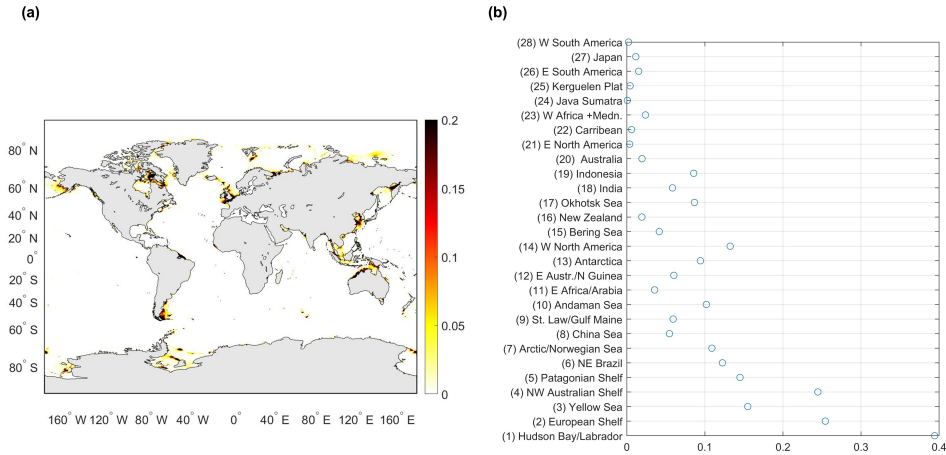 (a)
80° N
60° N
40° N
20° N
0°
20° S
40° S
60° S
80° S
160° W 120° W 80° W 40° W 0° 40° E 80° E 120° E 160° E
0.2
0.15
0.1
0.05
0
(b)
(28) W South America
(27) Japan
(26) E South America
(25) Kerguelen Plat
(24) Java Sumatra
(23) W Africa +Medn.
(22) Carribean
(21) E North America
(20) Australia
(19) Indonesia
(18) India
(17) Okhotsk Sea
(16) New Zealand
(15) Bering Sea
(14) W North America
(13) Antarctica
(12) E Austr./N Guinea
(11) E Africa/Arabia
(10) Andaman Sea
(9) St. Law/Gulf Maine
(8) China Sea
(7) Arctic/Norwegian Sea
(6) NE Brazil
(5) Patagonian Shelf
(4) NW Australian Shelf
(3) Yellow Sea
(2) European Shelf
(1) Hudson Bay/Labrador
0 0.1 0.2 0.3 0.4